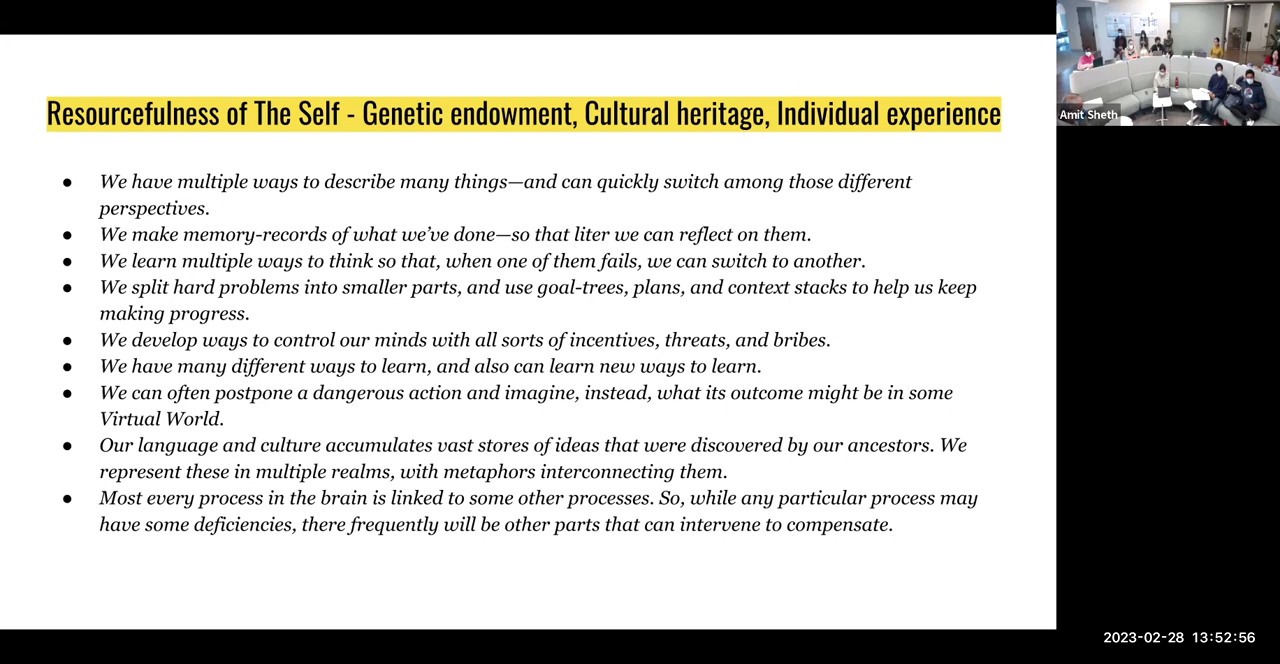 Resourcefulness of The Self - Genetic endowment, Cultural heritage, Individual experience
● We have multiple ways to describe many things—and can quickly switch among those different
perspectives.
● We make memory-records of what we’ve done—so that liter we can reflect on them.
● We learn multiple ways to think so that, when one of them fails, we can switch to another.
● We split hard problems into smaller parts, and use goal-trees, plans, and context stacks to help us keep
making progress.
● We develop ways to control our minds with all sorts of incentives, threats, and bribes.
● We have many different ways to learn, and also can learn new ways to learn.
● We can often postpone a dangerous action and imagine, instead, what its outcome might be in some
Virtual World.
● Our language and culture accumulates vast stores of ideas that were discovered by our ancestors. We
represent these in multiple realms, with metaphors interconnecting them.
● Most every process in the brain is linked to some other processes. So, while any particular process may
have some deficiencies, there frequently will be other parts that can intervene to compensate.
Amit Sheth
2023-02-28 13:52:56